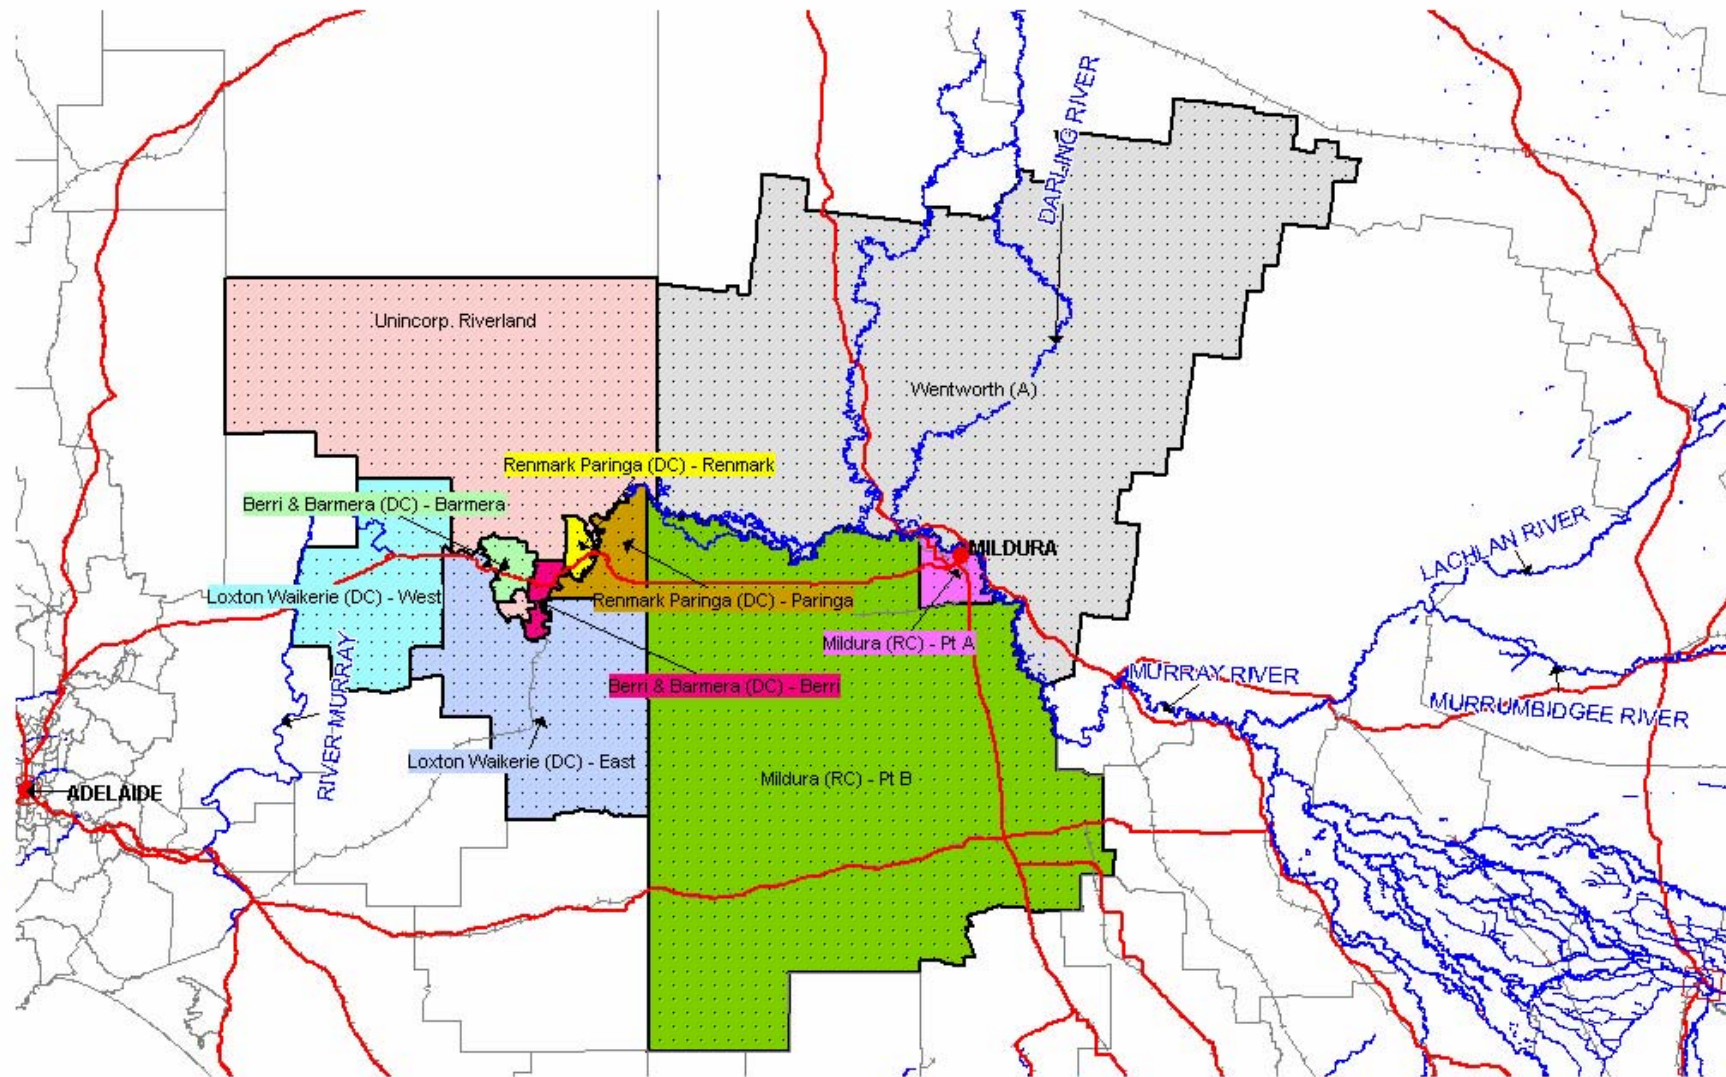 DARLING RIVER
Unincorp. Riverland
Wentworth (A)
Renmark Paringa (DC) - Renmark
Berri & Barmera (DC) - Barmera
LACHLAN RIVER
MILDURA
Loxton Waikerie (DC) - West
Renmark Paringa (DC) - Paringa
Mildura (RC) - Pt A
MURRAY RIVER
Berri & Barmera (DC) - Berri
MURRUMBIDGEE RIVER
RIVER MURRAY
Loxton Waikerie (DC) - East
Mildura (RC) - Pt B
ADELAIDE